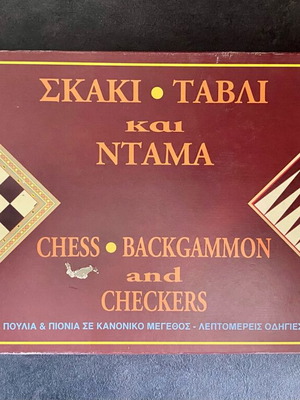 ΣΚΑΚΙ • ΤΑΒΛΙ
και
ΝΤΑΜΑ
CHESS • BACKGAMMON
and
CHECKERS
ΠΟΥΛΙΑ & ΠΙΟΝΙΑ ΣΕ ΚΑΝΟΝΙΚΟ ΜΕΓΕΘΟΣ - ΛΕΠΤΟΜΕΡΕΙΣ ΟΔΗΓΙΕΣ